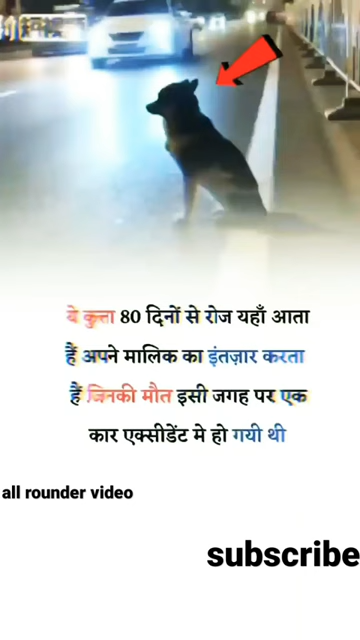 ये कुत्ता 80 दिनों से रोज यहाँ आता
हैं अपने मालिक का इंतज़ार करता
हैं जिनकी मौत इसी जगह पर एक
कार एक्सीडेंट मे हो गयी थी
all rounder video
subscribe